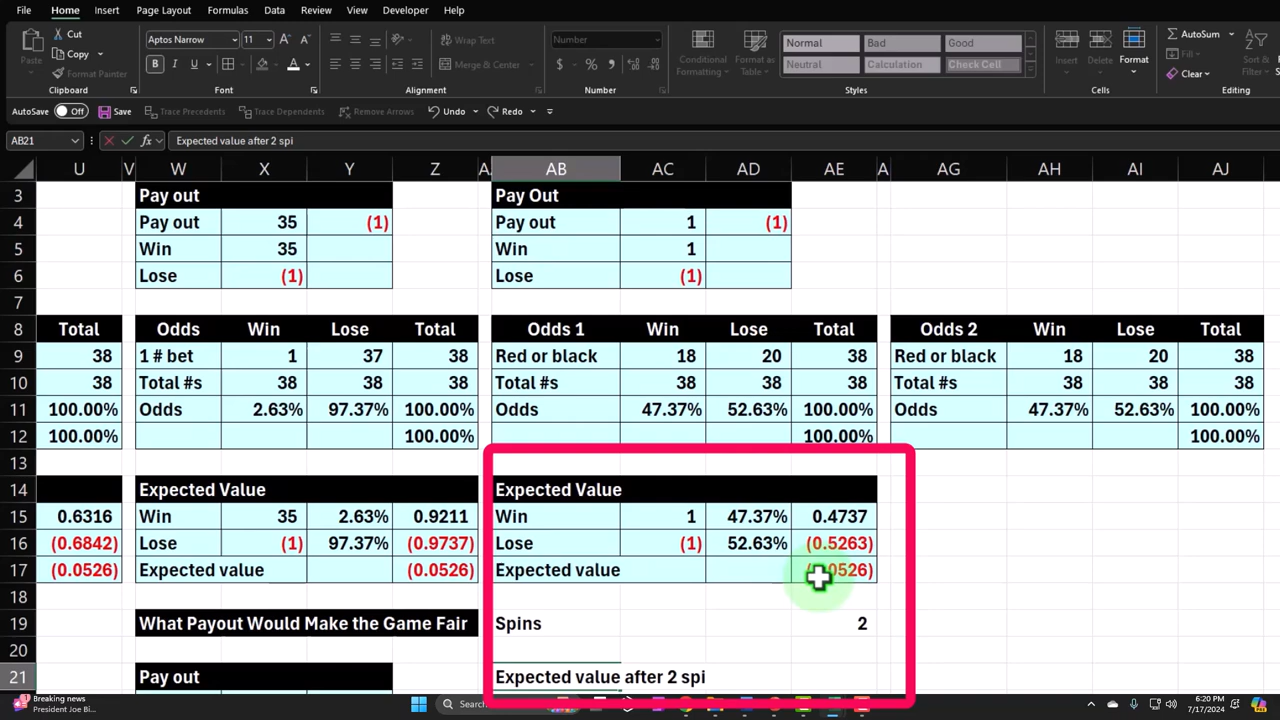 File Home Insert Page Layout Formulas Data Review View Developer Help
Cut Aptos Narrow 11 Wrap Text Number AutoSum
Paste Copy Normal Bad Good Fill
Format Painter B I U Merge & Center $ % Conditional Formatting Format as Table Neutral Calculation Check Cell Insert Delete Format Clear
Clipboard Font Alignment Number Styles Cells Editing
AutoSave Off Save Trace Precedents Trace Dependents Remove Arrows Undo Redo
AB21 fx Expected value after 2 spi
U V W X Y Z AB AC AD AE A AG AH AI AJ
3 Pay out Pay Out
4 Pay out 35 (1) Pay out 1 (1)
5 Win 35 Win 1
6 Lose (1) Lose (1)
7
8 Total Odds Win Lose Total Odds 1 Win Lose Total Odds 2 Win Lose Total
9 38 1 # bet 1 37 38 Red or black 18 20 38 Red or black 18 20 38
10 38 Total #s 38 38 38 Total #s 38 38 38 Total #s 38 38 38
11 100.00% Odds 2.63% 97.37% 100.00% Odds 47.37% 52.63% 100.00% Odds 47.37% 52.63% 100.00%
12 100.00% 100.00% 100.00% 100.00%
13
14 Expected Value Expected Value
15 0.6316 Win 35 2.63% 0.9211 Win 1 47.37% 0.4737
16 (0.6842) Lose (1) 97.37% (0.9737) Lose (1) 52.63% (0.5263)
17 (0.0526) Expected value (0.0526) Expected value (0.0526)
18
19 What Payout Would Make the Game Fair Spins 2
20
21 Pay out Expected value after 2 spi
Breaking news
President Joe Bi...
Search
6:20 PM
7/17/2024